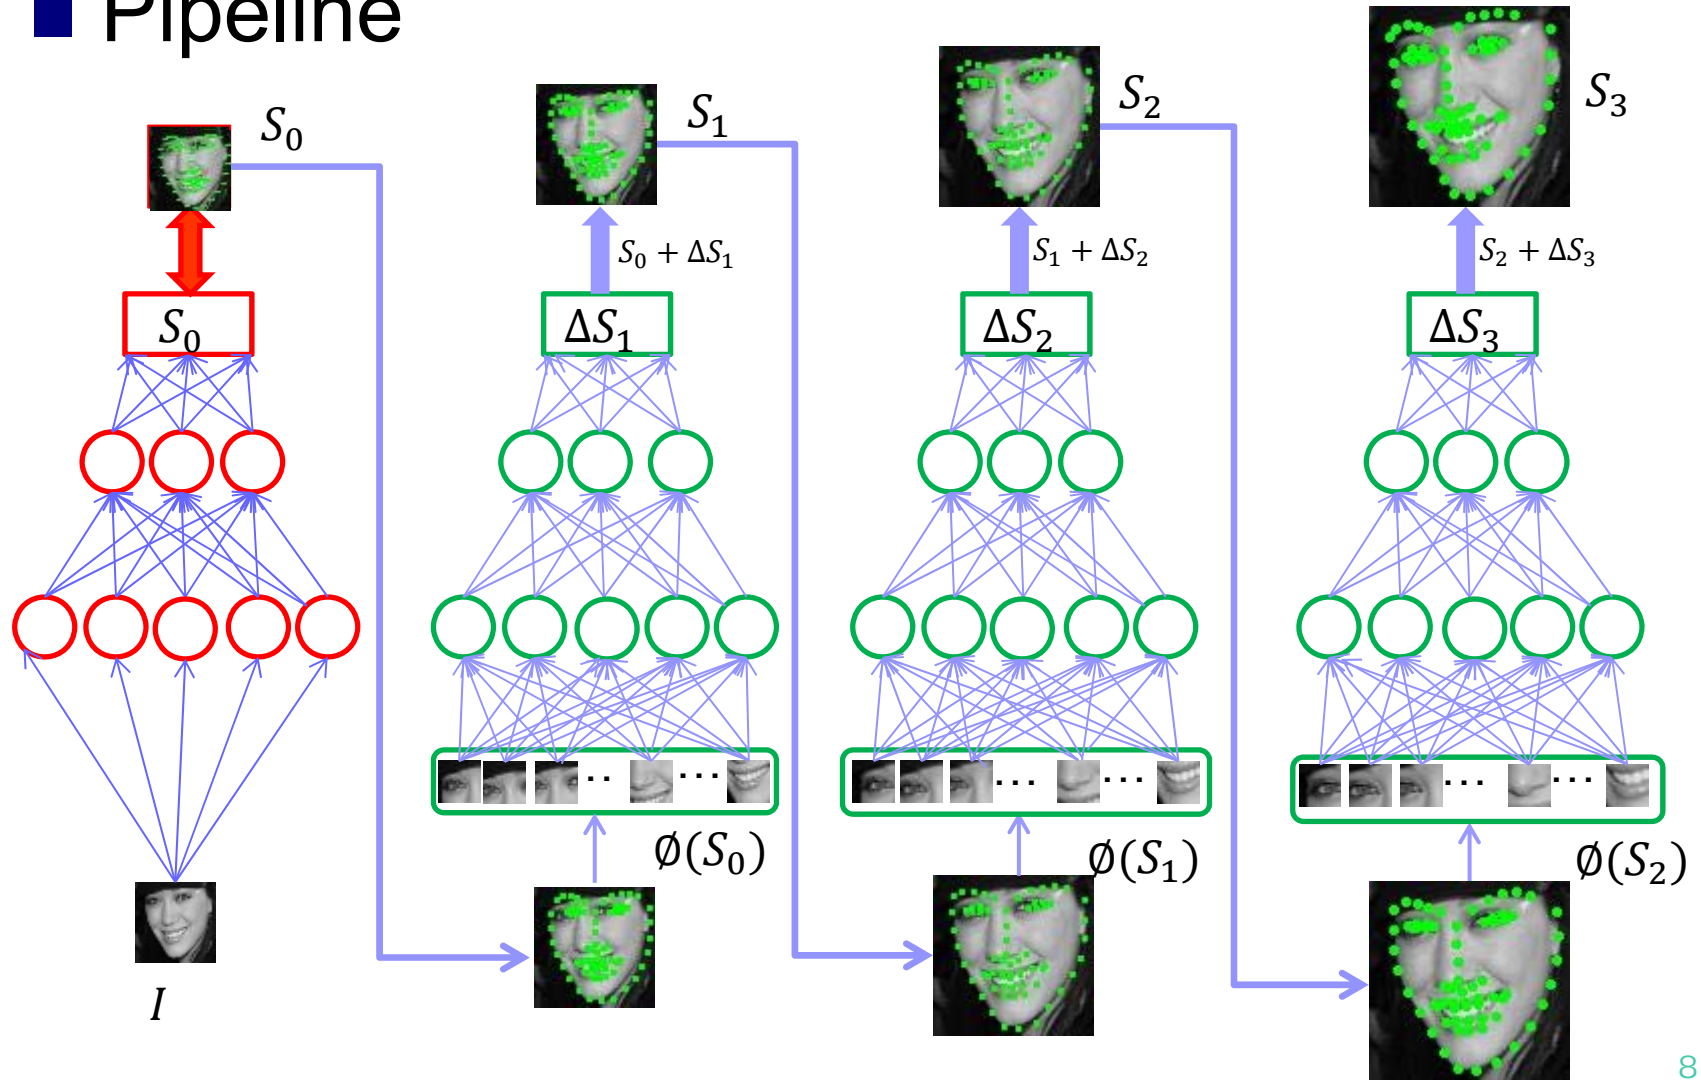 Pipeline
S₀
S₁
S₂
S₃
S₀ + ΔS₁
S₁ + ΔS₂
S₂ + ΔS₃
S₀
ΔS₁
ΔS₂
ΔS₃
·· ···
··· ···
··· ···
∅(S₀)
∅(S₁)
∅(S₂)
I
8